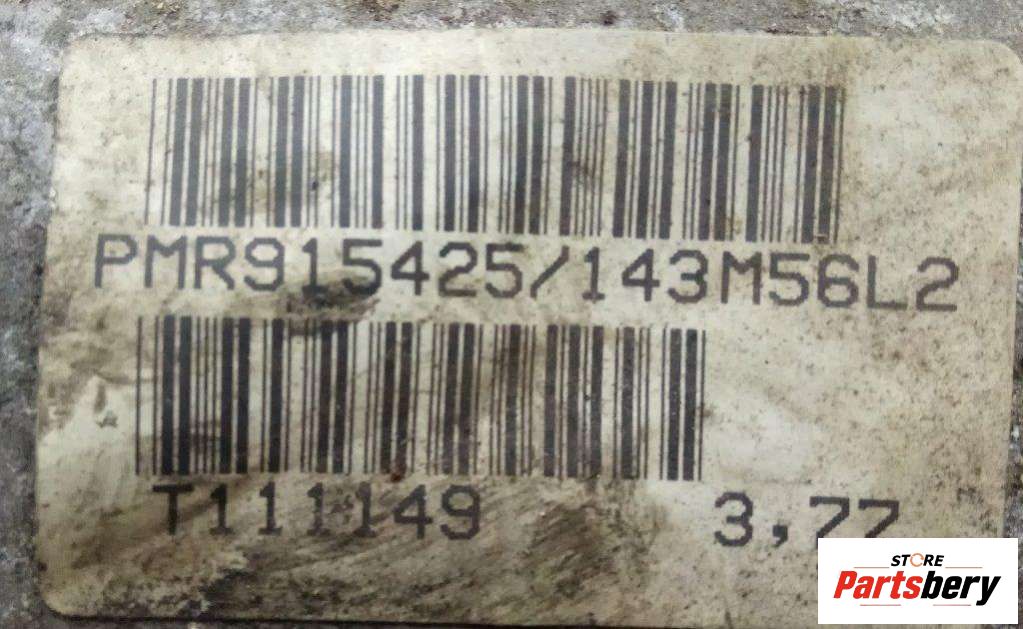 PMR915425/143M56L2
T111149 3,77
STORE
Partsbery